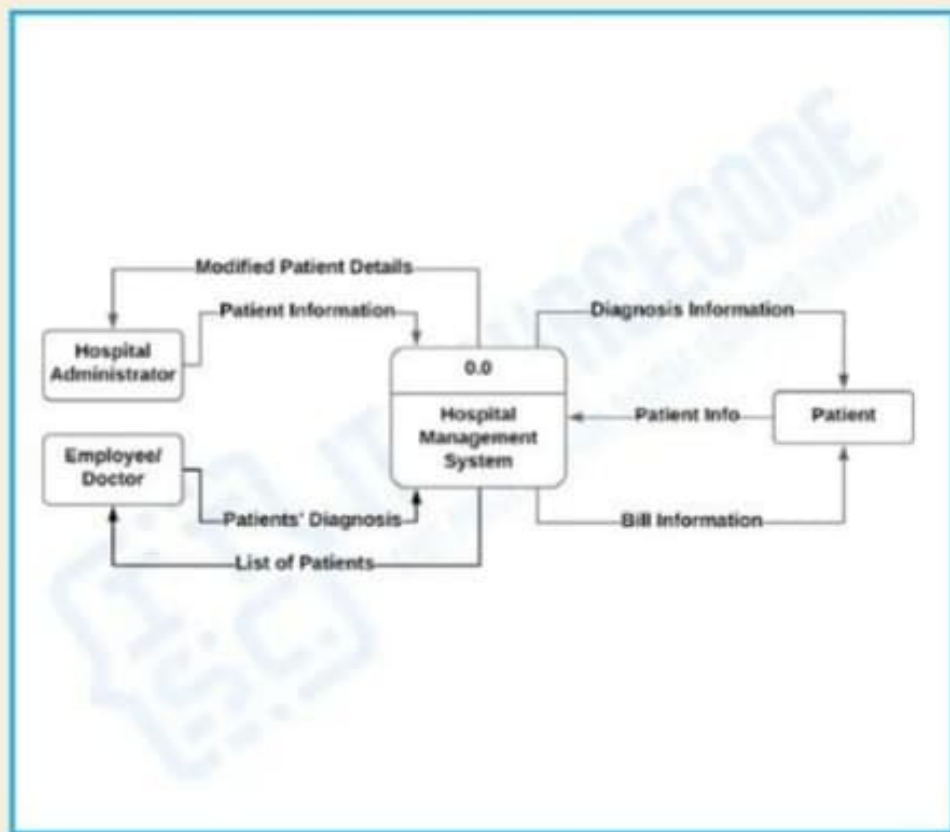 Modified Patient Details
Patient Information
Hospital
Administrator
Employee/
Doctor
Patients' Diagnosis
List of Patients
0.0
Hospital
Management
System
Diagnosis Information
Patient Info
Patient
Bill Information